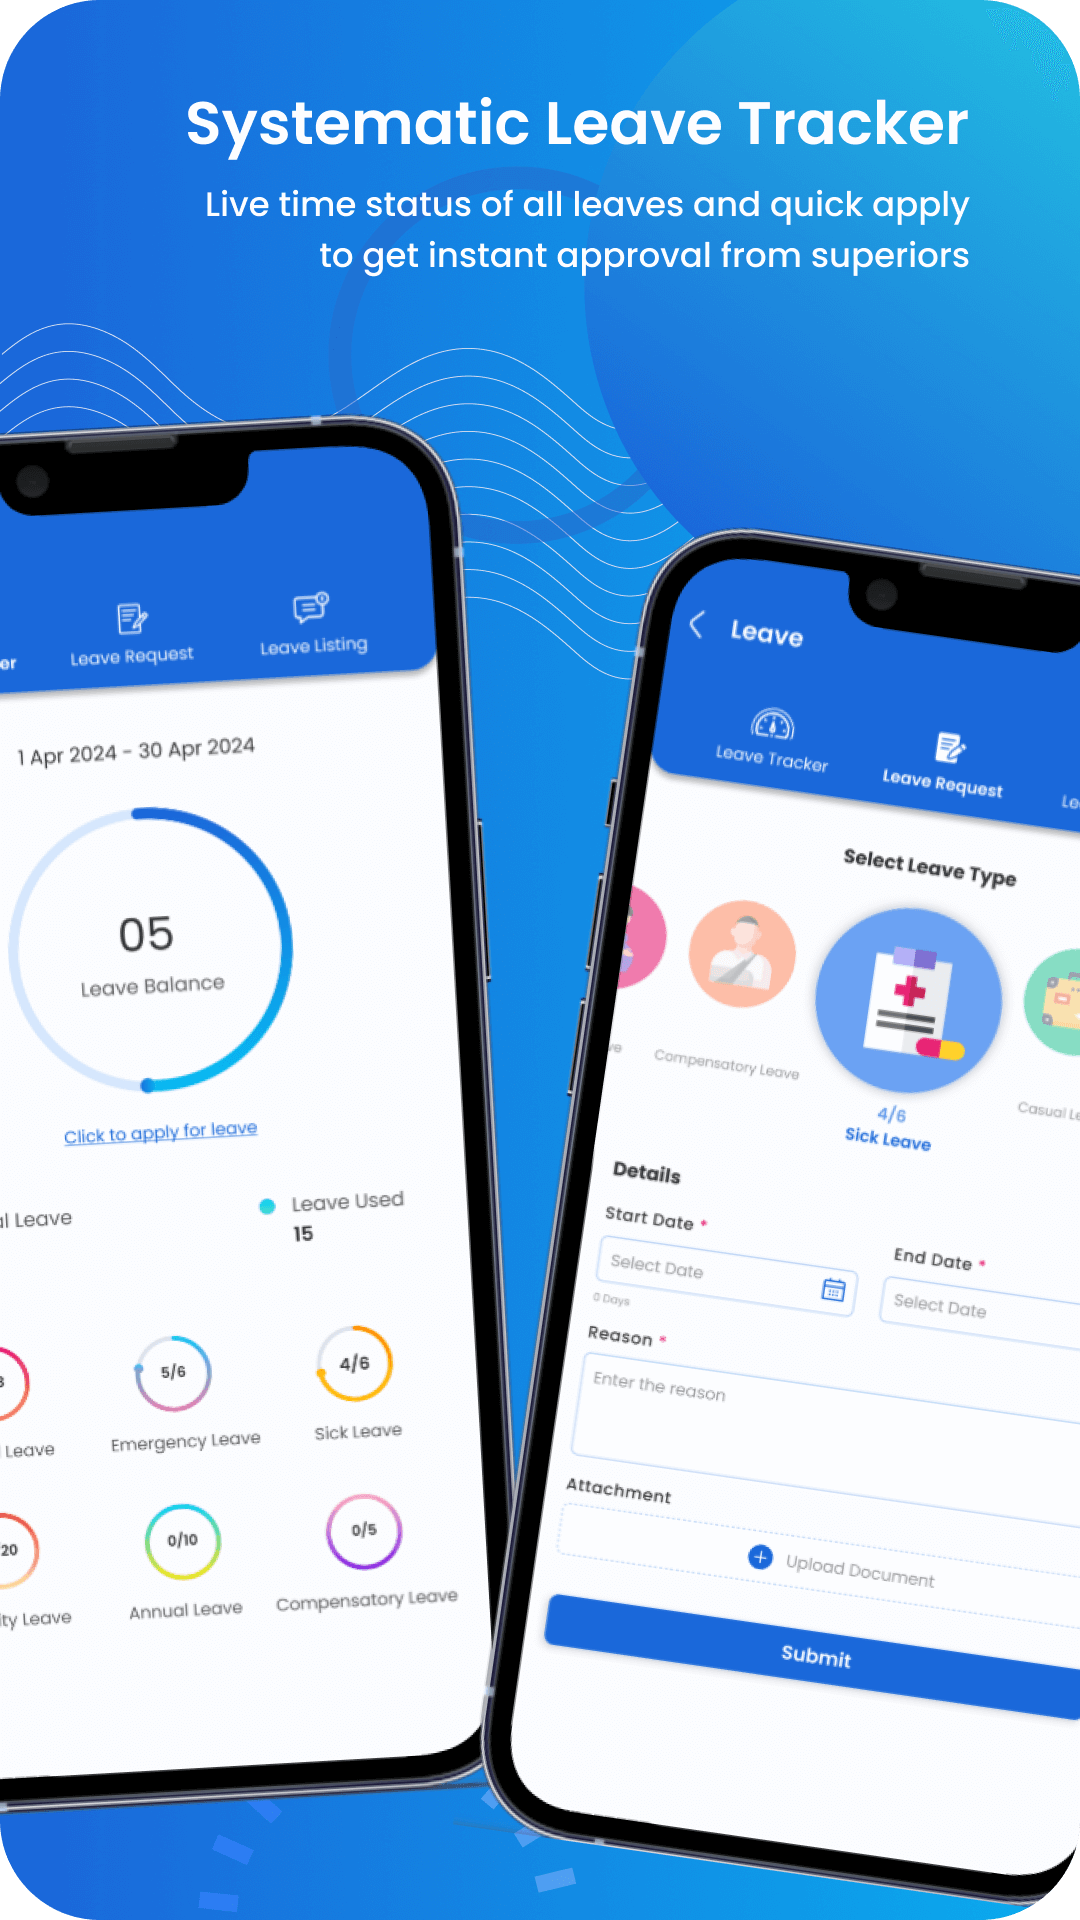 Systematic Leave Tracker
Live time status of all leaves and quick apply
to get instant approval from superiors
er
Leave Request
Leave Listing
1 Apr 2024 - 30 Apr 2024
05
Leave Balance
Click to apply for leave
al Leave
Leave Used
15
3
5/6
4/6
l Leave
Emergency Leave
Sick Leave
20
0/10
0/5
ity Leave
Annual Leave
Compensatory Leave
Leave
Leave Tracker
Leave Request
Le
Select Leave Type
ve
Compensatory Leave
4/6
Sick Leave
Casual Le
Details
Start Date *
End Date *
Select Date
Select Date
0 Days
Reason *
Enter the reason
Attachment
Upload Document
Submit